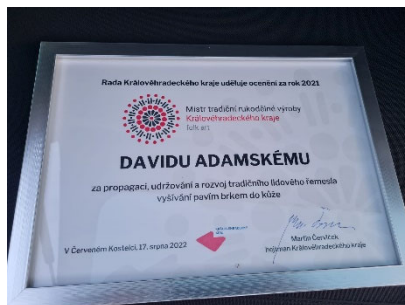 Rada Královéhradeckého kraje uděluje ocenění za rok 2021
Mistr tradiční rukodělné výroby
Královéhradeckého kraje
folk art
DAVIDU ADAMSKÉMU
za propagaci, udržování a rozvoj tradičního lidového řemesla
vyšívání pavím brkem do kůže
V Červeném Kostelci, 17. srpna 2022
Martin Červíček
hejtman Královéhradeckého kraje